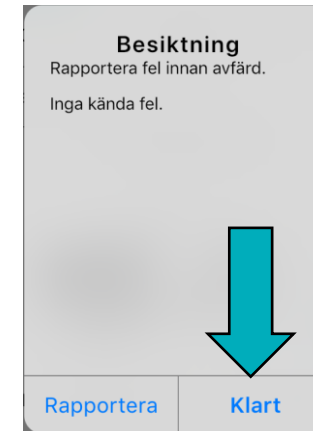 Besiktning
Rapportera fel innan avfärd.
Inga kända fel.
Rapportera
Klart